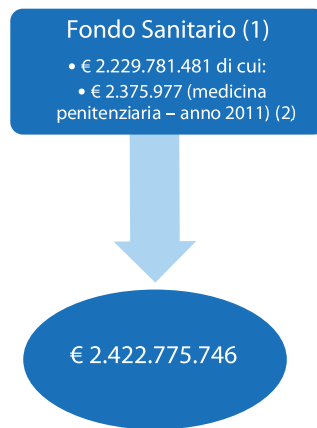 Fondo Sanitario (1)
• € 2.229.781.481 di cui:
• € 2.375.977 (medicina
penitenziaria – anno 2011) (2)
€ 2.422.775.746